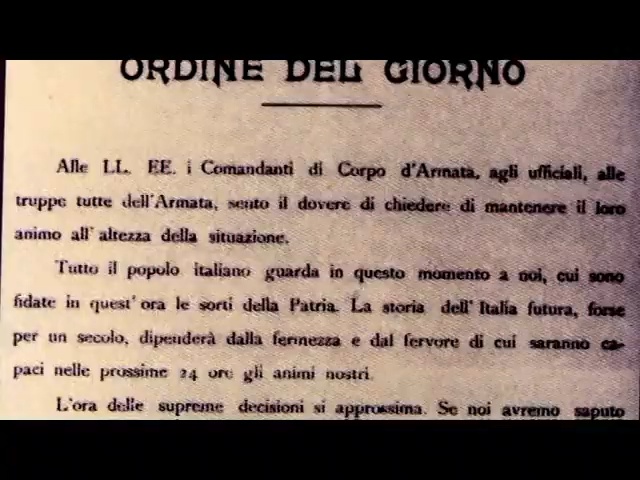 ORDINE DEL GIORNO
Alle LL. EE. i Comandanti di Corpo d'Armata, agli ufficiali, alle
truppe tutte dell'Armata, sento il dovere di chiedere di mantenere il loro
animo all'altezza della situazione.
Tutto il popolo italiano guarda in questo momento a noi, cui sono
fidate in quest'ora le sorti della Patria. La storia dell'Italia futura, forse
per un secolo, dipenderà dalla fermezza e dal fervore di cui saranno ca-
paci nelle prossime 24 ore gli animi nostri.
L'ora delle supreme decisioni si approssima. Se noi avremo saputo